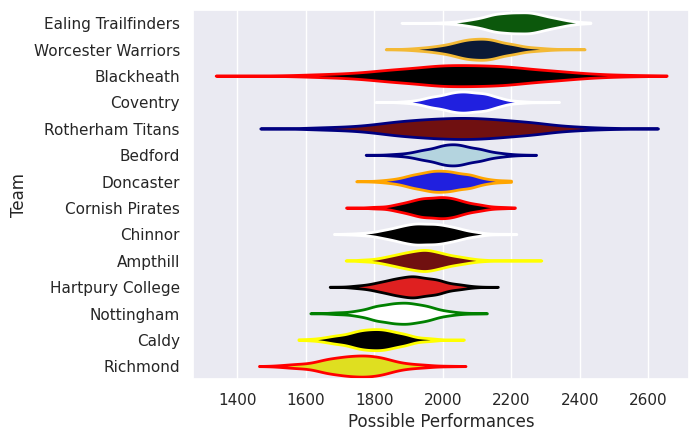 Ealing Trailfinders
Worcester Warriors
Blackheath
Coventry
Rotherham Titans
Bedford
Doncaster
Cornish Pirates
Chinnor
Ampthill
Hartpury College
Nottingham
Caldy
Richmond
Team
1400 1600 1800 2000 2200 2400 2600
Possible Performances